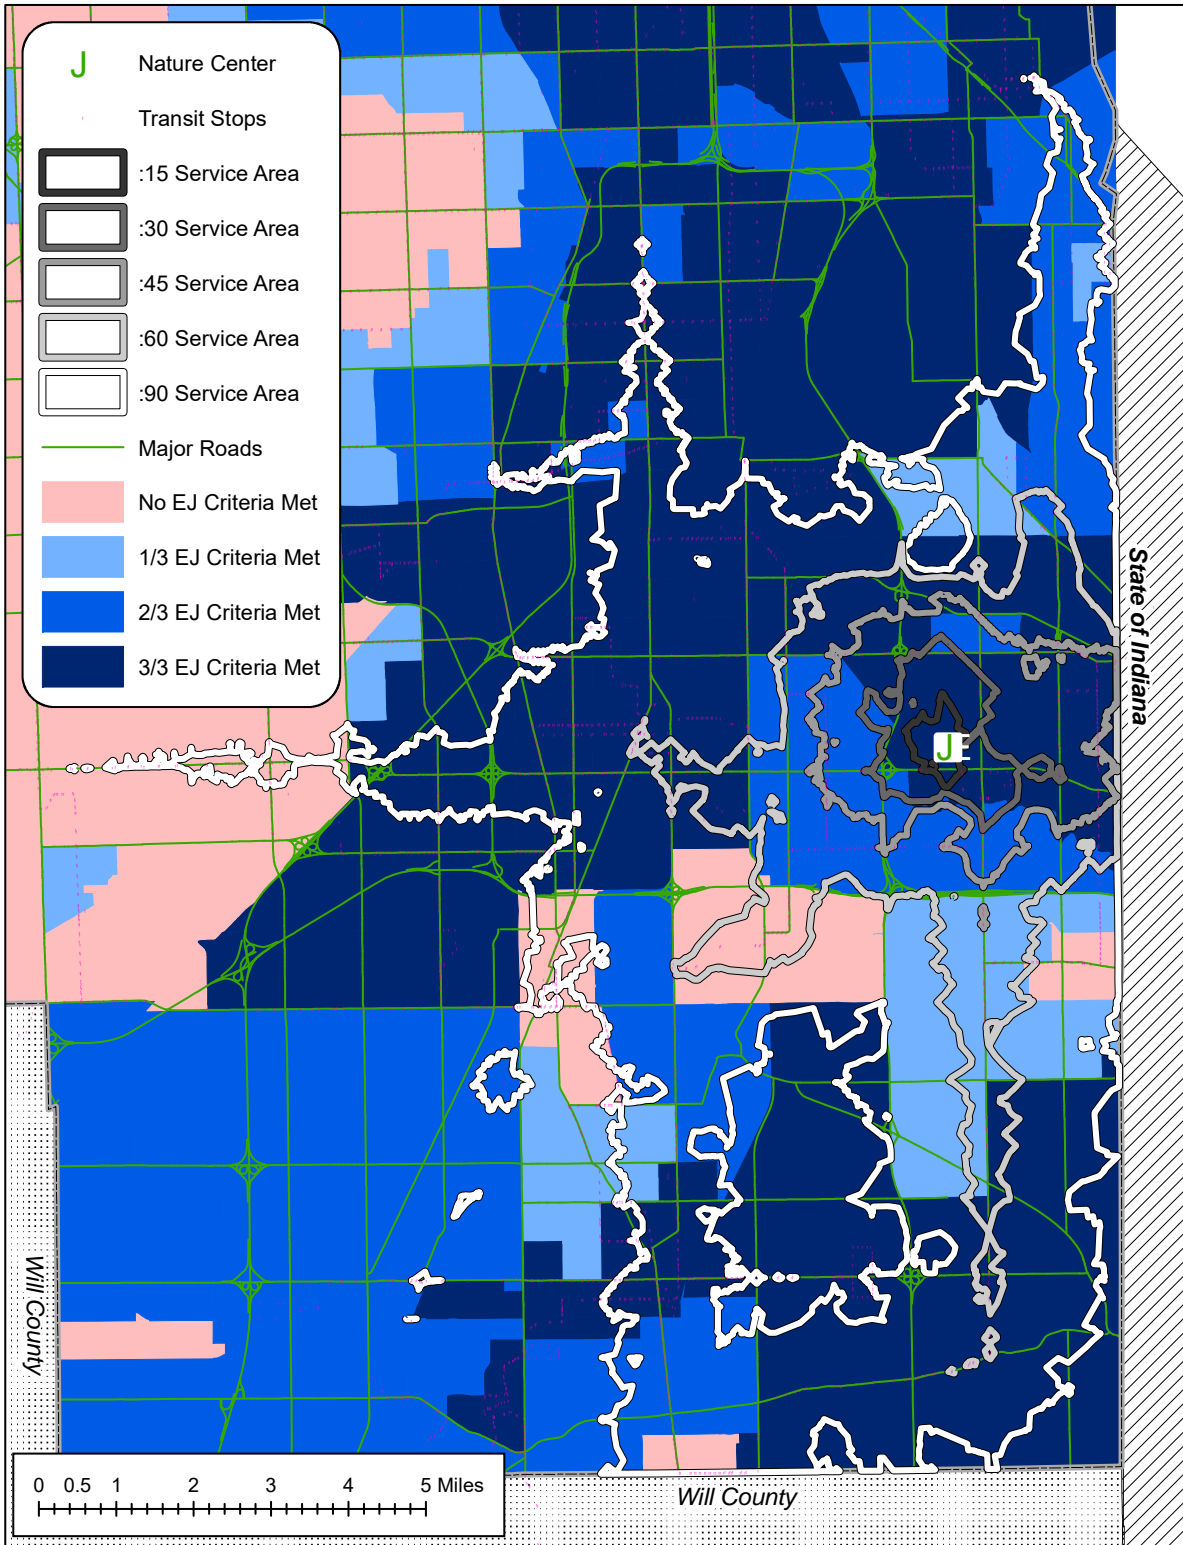 J Nature Center
Transit Stops
:15 Service Area
:30 Service Area
:45 Service Area
:60 Service Area
:90 Service Area
Major Roads
No EJ Criteria Met
1/3 EJ Criteria Met
2/3 EJ Criteria Met
3/3 EJ Criteria Met
State of Indiana
J
Will County
Will County
0 0.5 1 2 3 4 5 Miles